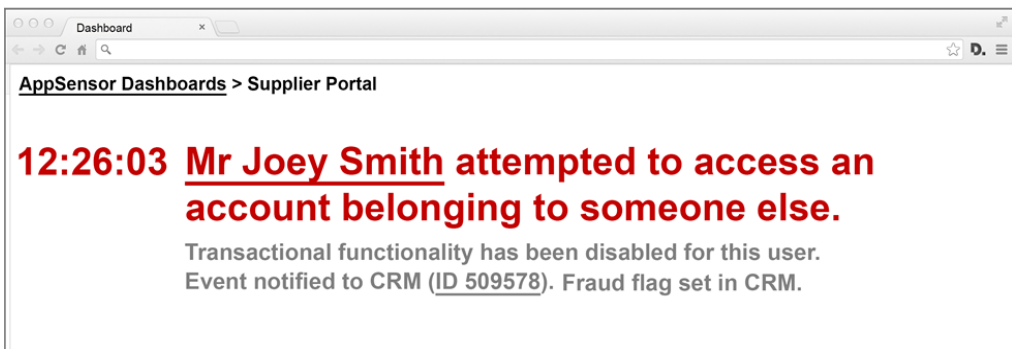 Dashboard
AppSensor Dashboards > Supplier Portal
12:26:03 Mr Joey Smith attempted to access an
account belonging to someone else.
Transactional functionality has been disabled for this user.
Event notified to CRM (ID 509578). Fraud flag set in CRM.
D.